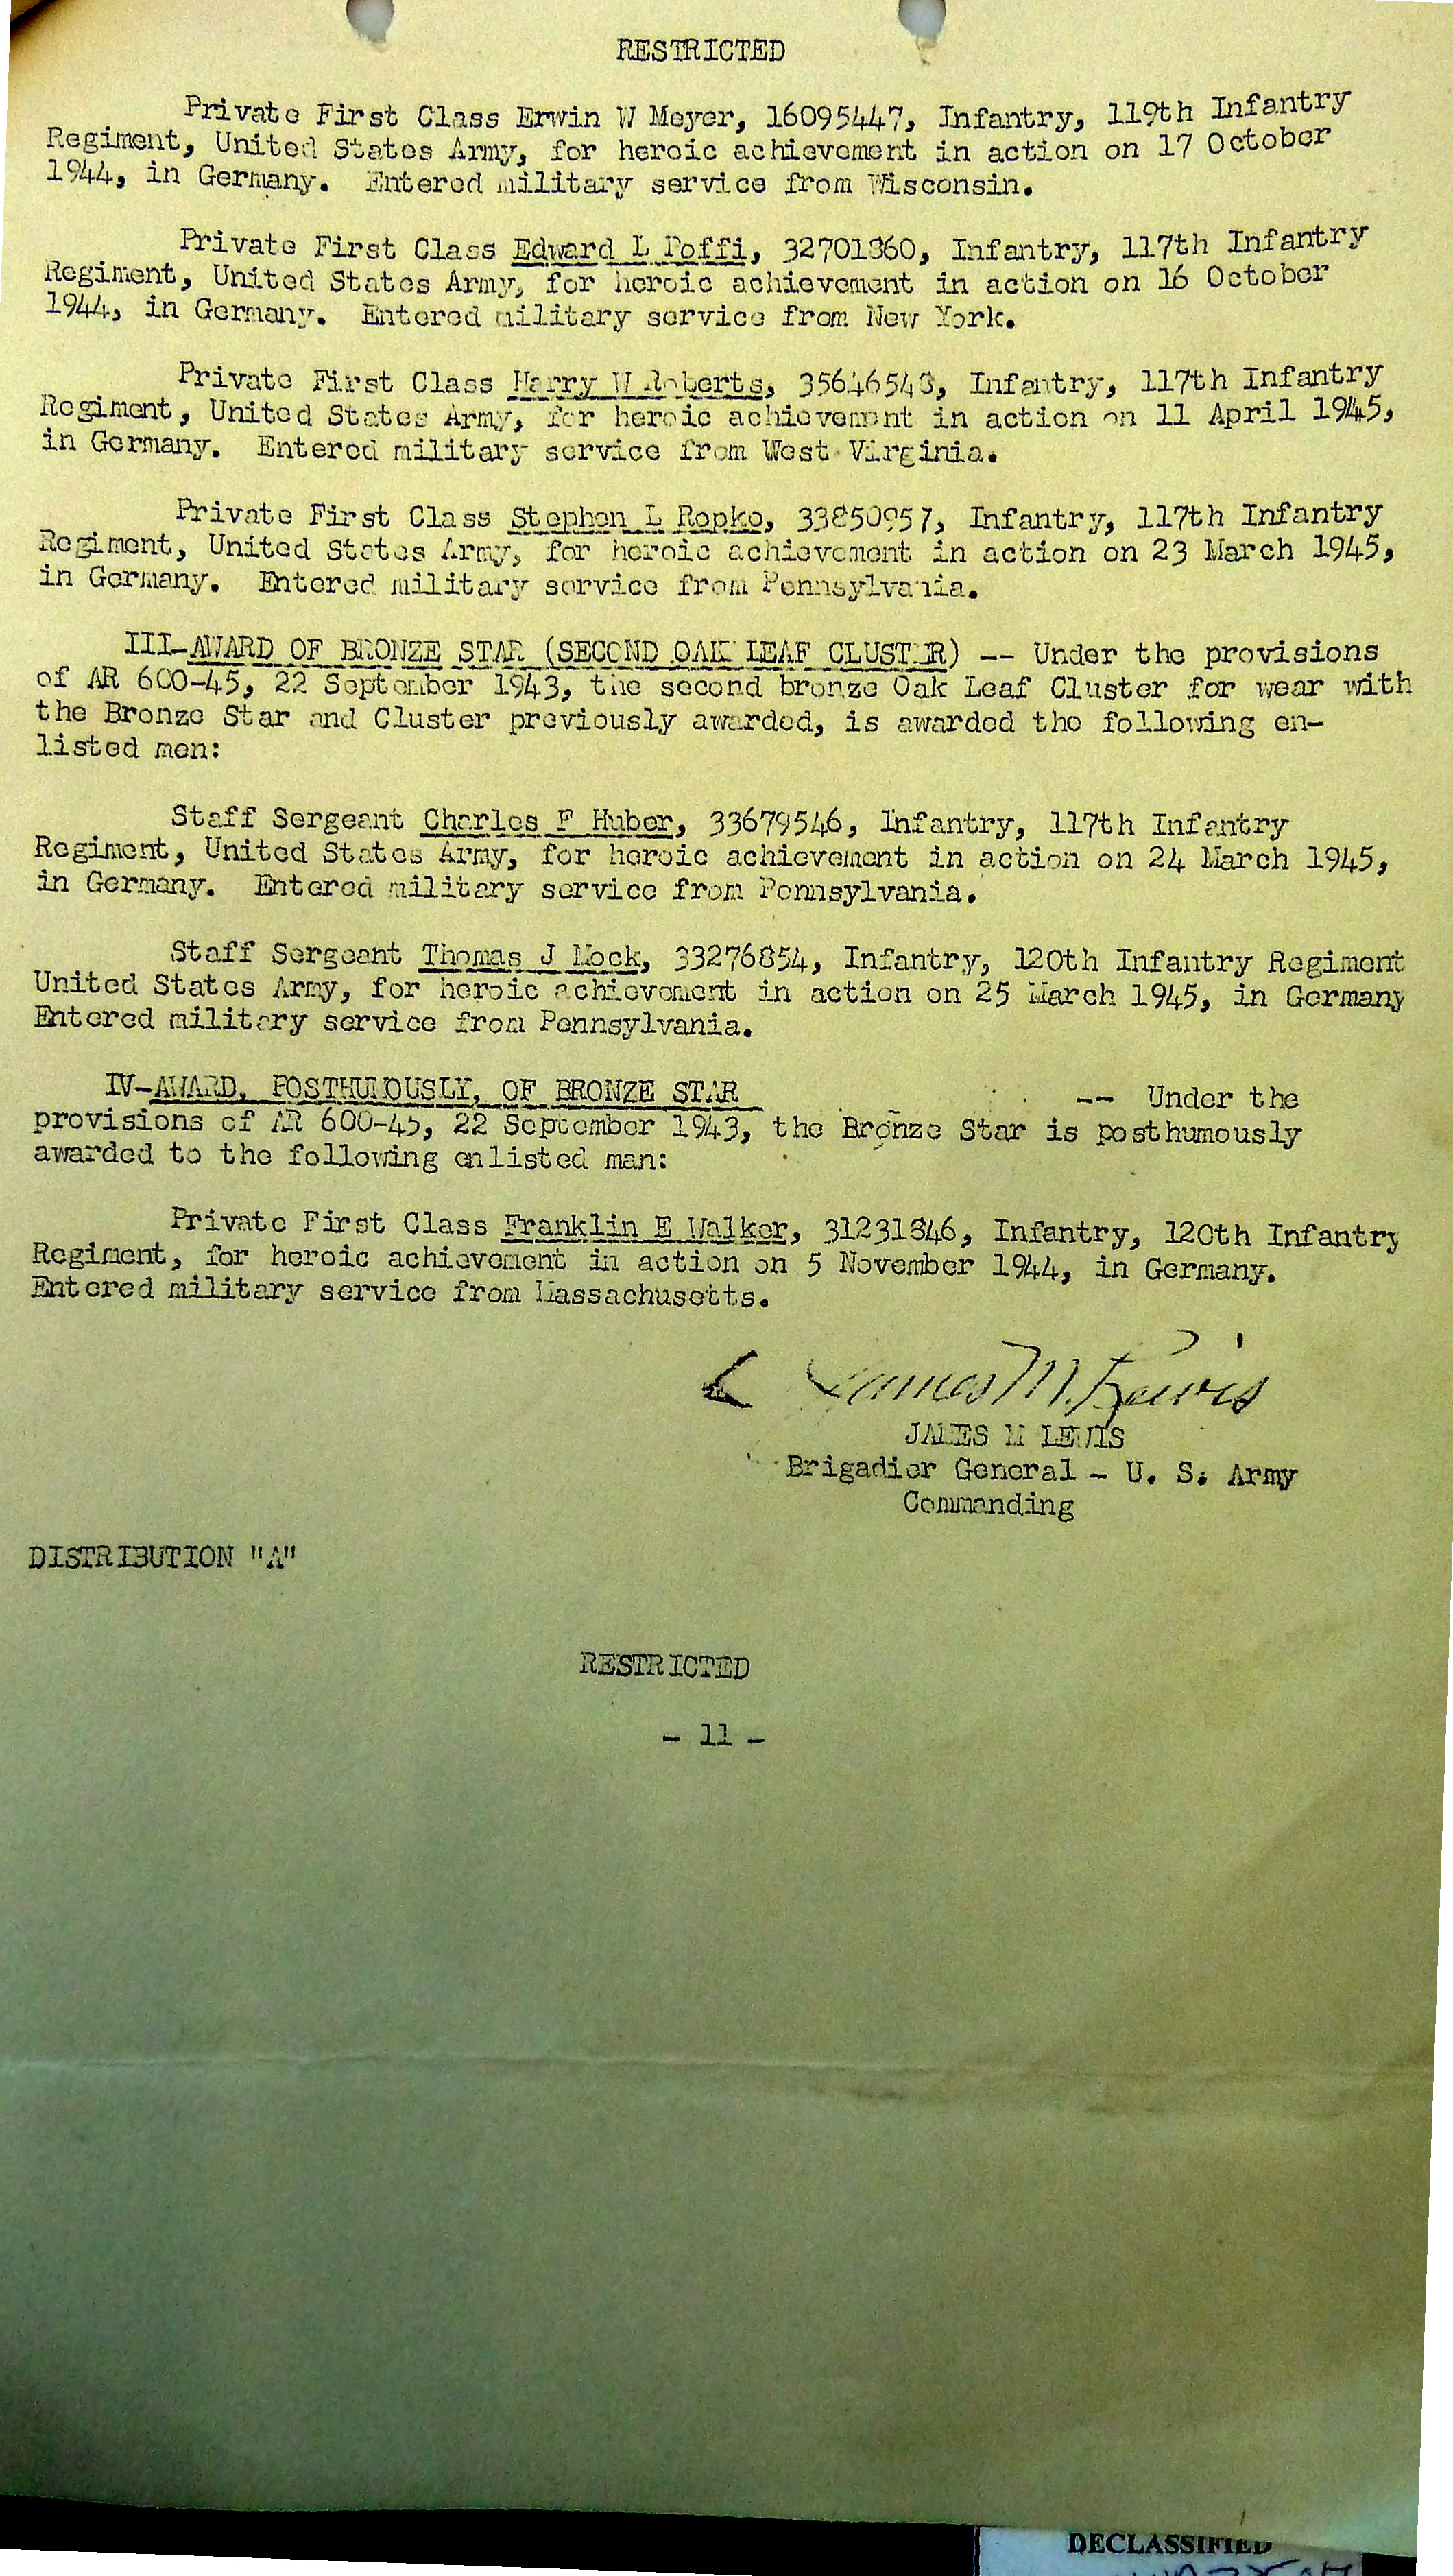 RESTRICTED
Private First Class Erwin W Meyer, 16095447, Infantry, 119th Infantry
Regiment, United States Army, for heroic achievement in action on 17 October
1944, in Germany. Entered military service from Wisconsin.
Private First Class Edward L Poffi, 32701360, Infantry, 117th Infantry
Regiment, United States Army, for heroic achievement in action on 16 October
1944, in Germany. Entered military service from New York.
Private First Class Harry W Roberts, 35646543, Infantry, 117th Infantry
Regiment, United States Army, for heroic achievement in action on 11 April 1945,
in Germany. Entered military service from West Virginia.
Private First Class Stephen L Repko, 33850957, Infantry, 117th Infantry
Regiment, United States Army, for heroic achievement in action on 23 March 1945,
in Germany. Entered military service from Pennsylvania.
III-AWARD OF BRONZE STAR (SECOND OAK LEAF CLUSTER) -- Under the provisions
of AR 600-45, 22 September 1943, the second bronze Oak Leaf Cluster for wear with
the Bronze Star and Cluster previously awarded, is awarded the following en-
listed men:
Staff Sergeant Charles F Huber, 33679546, Infantry, 117th Infantry
Regiment, United States Army, for heroic achievement in action on 24 March 1945,
in Germany. Entered military service from Pennsylvania.
Staff Sergeant Thomas J Mock, 33276854, Infantry, 120th Infantry Regiment
United States Army, for heroic achievement in action on 25 March 1945, in Germany
Entered military service from Pennsylvania.
IV-AWARD, POSTHUMOUSLY, OF BRONZE STAR -- Under the
provisions of AR 600-45, 22 September 1943, the Bronze Star is posthumously
awarded to the following enlisted man:
Private First Class Franklin E Walker, 31231846, Infantry, 120th Infantry
Regiment, for heroic achievement in action on 5 November 1944, in Germany.
Entered military service from Massachusetts.
James M. Lewis
JAMES M LEWIS
Brigadier General - U. S. Army
Commanding
DISTRIBUTION "A"
RESTRICTED
- 11 -
DECLASSIFIED